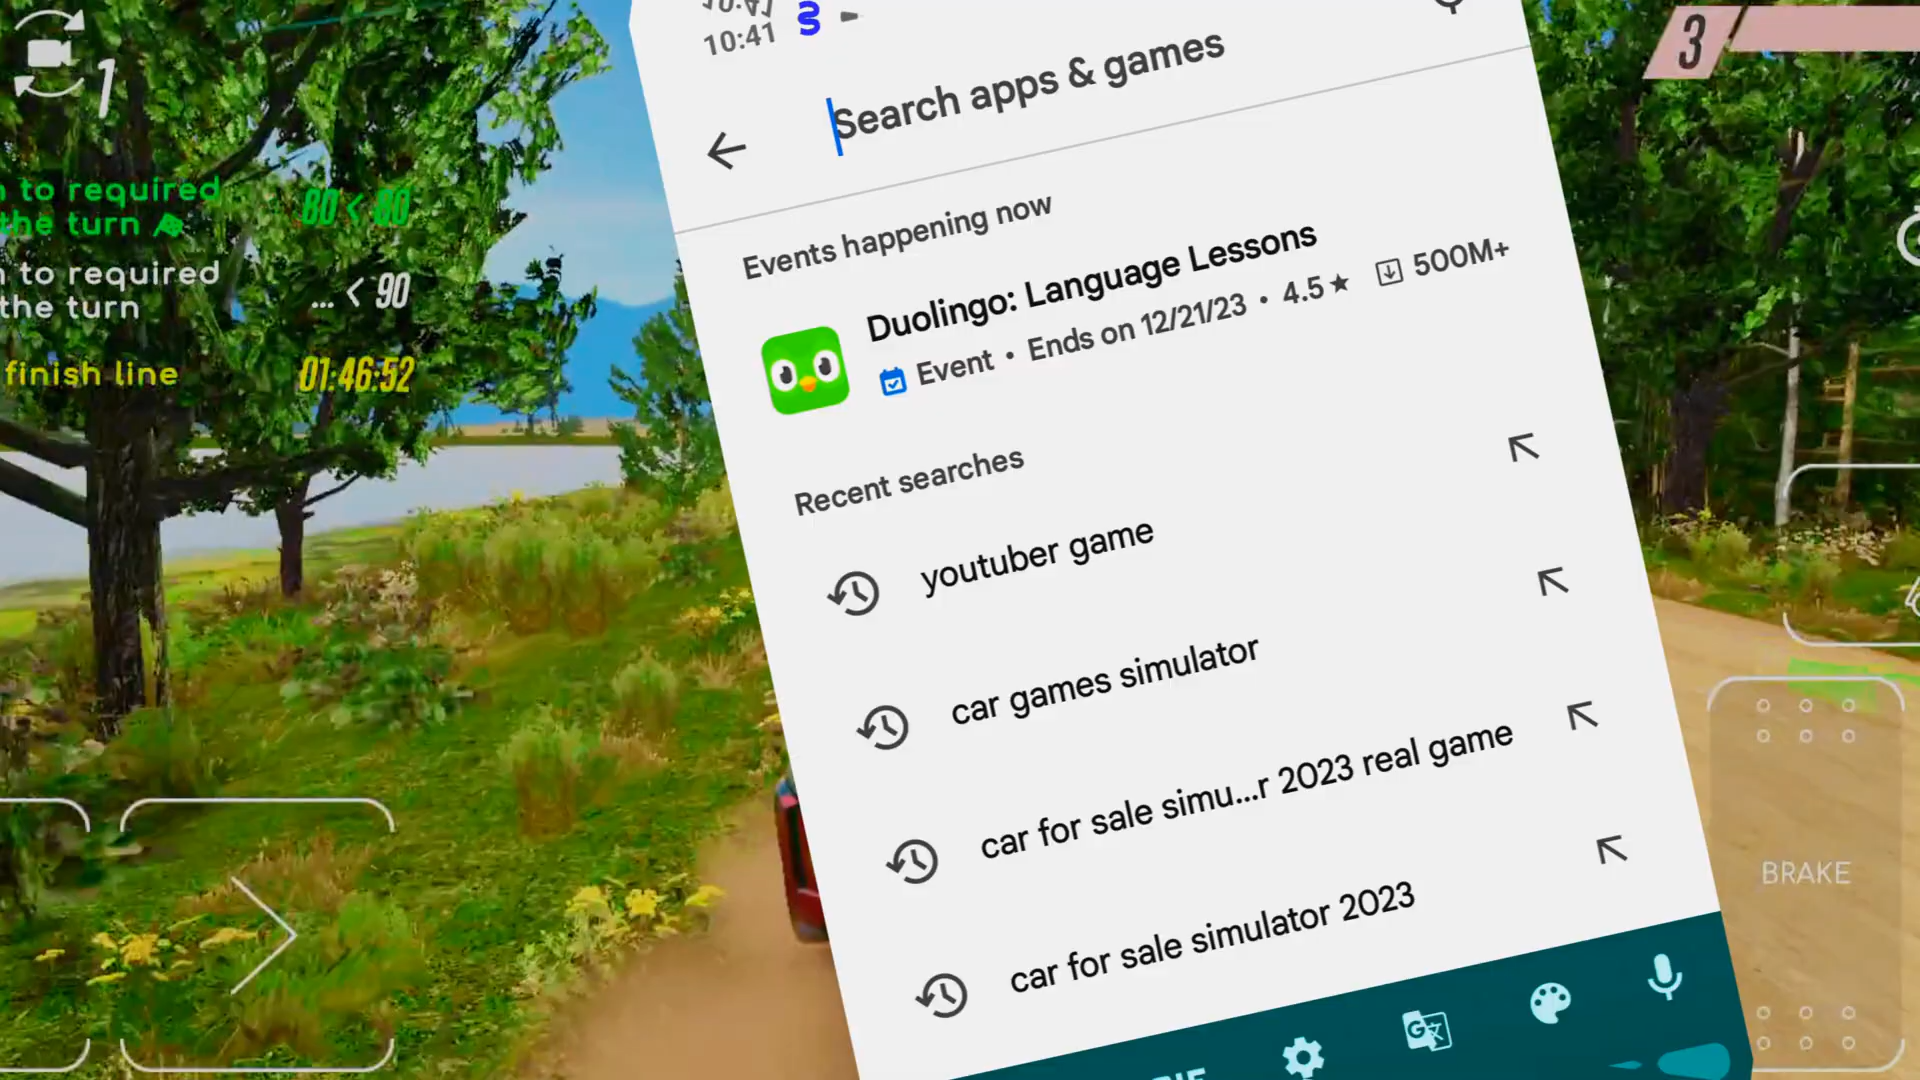 1
n to required
the turn
80 < 80
n to required
the turn
... < 90
finish line
01:46:52
10:41
Search apps & games
Events happening now
Duolingo: Language Lessons
Event • Ends on 12/21/23 • 4.5★ 500M+
Recent searches
youtuber game
car games simulator
car for sale simu...r 2023 real game
car for sale simulator 2023
3
BRAKE